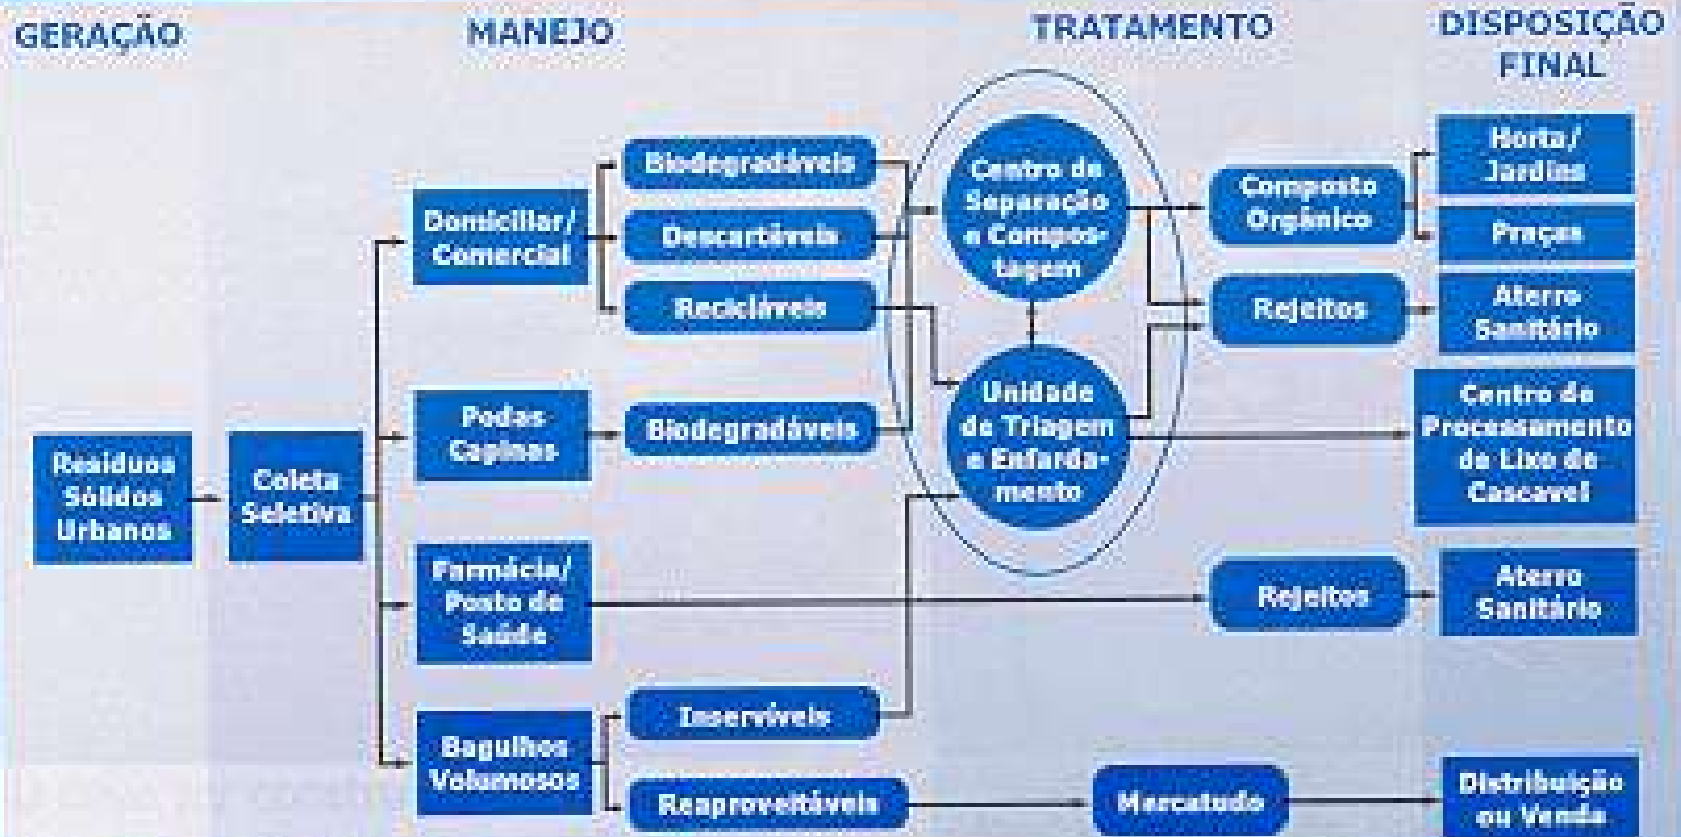 GERAÇÃO
MANEJO
TRATAMENTO
DISPOSIÇÃO
FINAL
Resíduos
Sólidos
Urbanos
Coleta
Seletiva
Domiciliar/
Comercial
Biodegradáveis
Descartáveis
Recicláveis
Podas
Capinas
Biodegradáveis
Farmácia/
Posto de
Saúde
Bagulhos
Volumosos
Inservíveis
Reaproveitáveis
Centro de
Separação
e Compos-
tagem
Unidade
de Triagem
e Enfarda-
mento
Composto
Orgânico
Rejeitos
Rejeitos
Mercatudo
Horta/
Jardins
Praças
Aterro
Sanitário
Centro de
Processamento
de Lixo de
Cascavel
Aterro
Sanitário
Distribuição
ou Venda